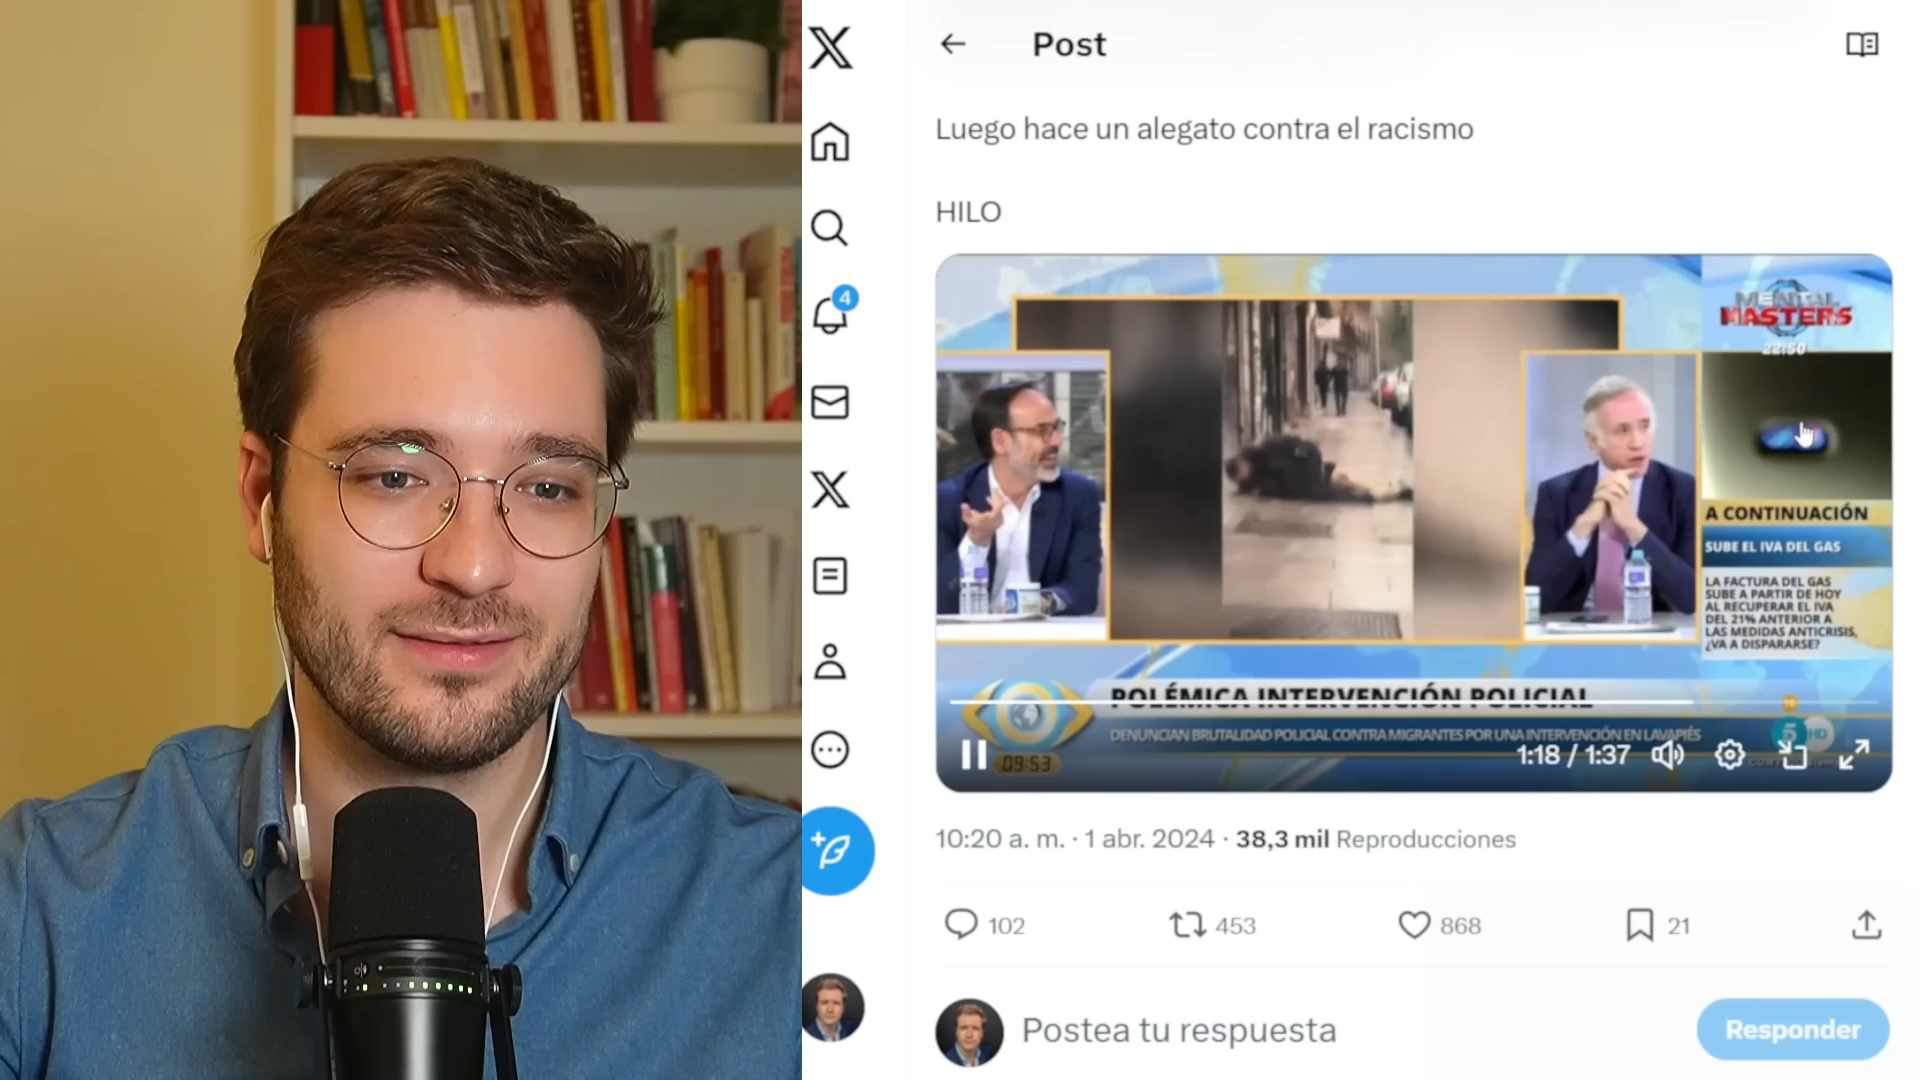 Post
Luego hace un alegato contra el racismo
HILO
4
MENTAL
MASTERS
22:50
A CONTINUACIÓN
SUBE EL IVA DEL GAS
LA FACTURA DEL GAS
SUBE A PARTIR DE HOY
AL RECUPERAR EL IVA
DEL 21% ANTERIOR A
LAS MEDIDAS ANTICRISIS,
¿VA A DISPARARSE?
POLÉMICA INTERVENCIÓN POLICIAL
DENUNCIAN BRUTALIDAD POLICIAL CONTRA MIGRANTES POR UNA INTERVENCIÓN EN LAVAPIÉS
5 HD
09:53
1:18 / 1:37
10:20 a. m. · 1 abr. 2024 · 38,3 mil Reproducciones
102 453 868 21
Postea tu respuesta
Responder